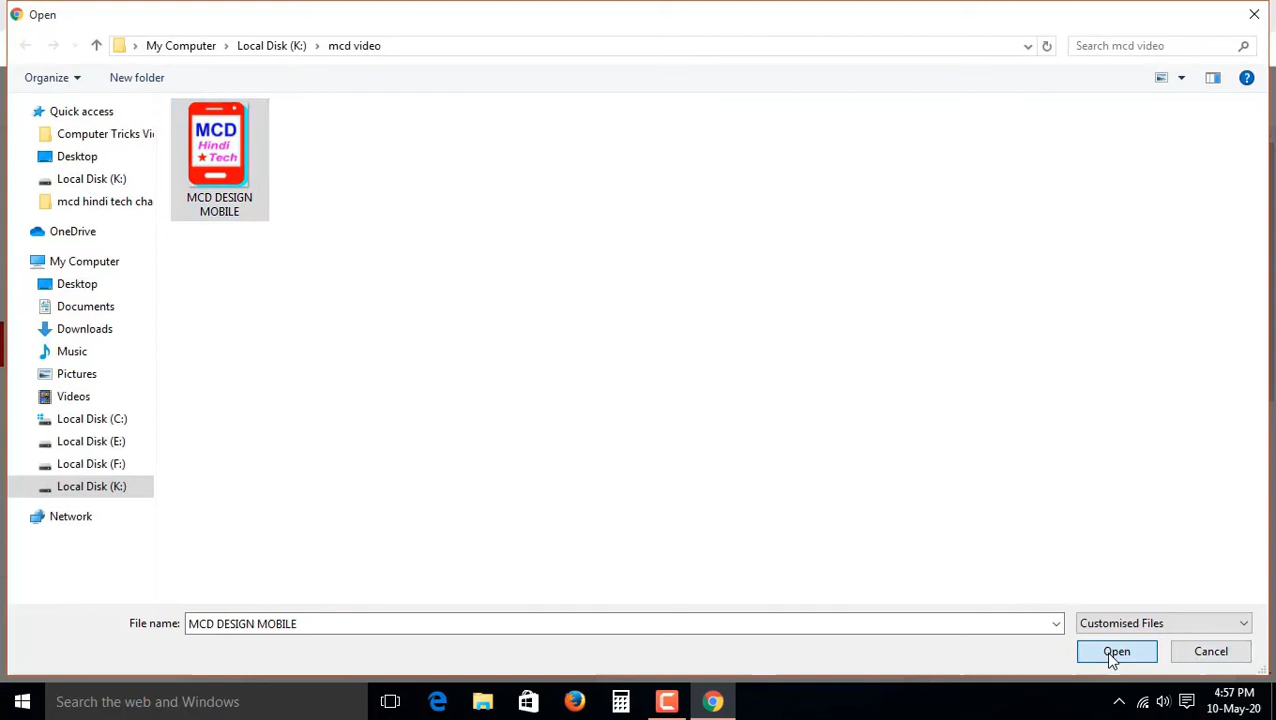 Open
My Computer
Local Disk (K:)
mcd video
Search mcd video
Organize
New folder
Quick access
Computer Tricks Vi
Desktop
Local Disk (K:)
mcd hindi tech cha
OneDrive
My Computer
Desktop
Documents
Downloads
Music
Pictures
Videos
Local Disk (C:)
Local Disk (E:)
Local Disk (F:)
Local Disk (K:)
Network
MCD
Hindi
Tech
MCD DESIGN
MOBILE
File name:
MCD DESIGN MOBILE
Customised Files
Open
Cancel
Search the web and Windows
4:57 PM
10-May-20